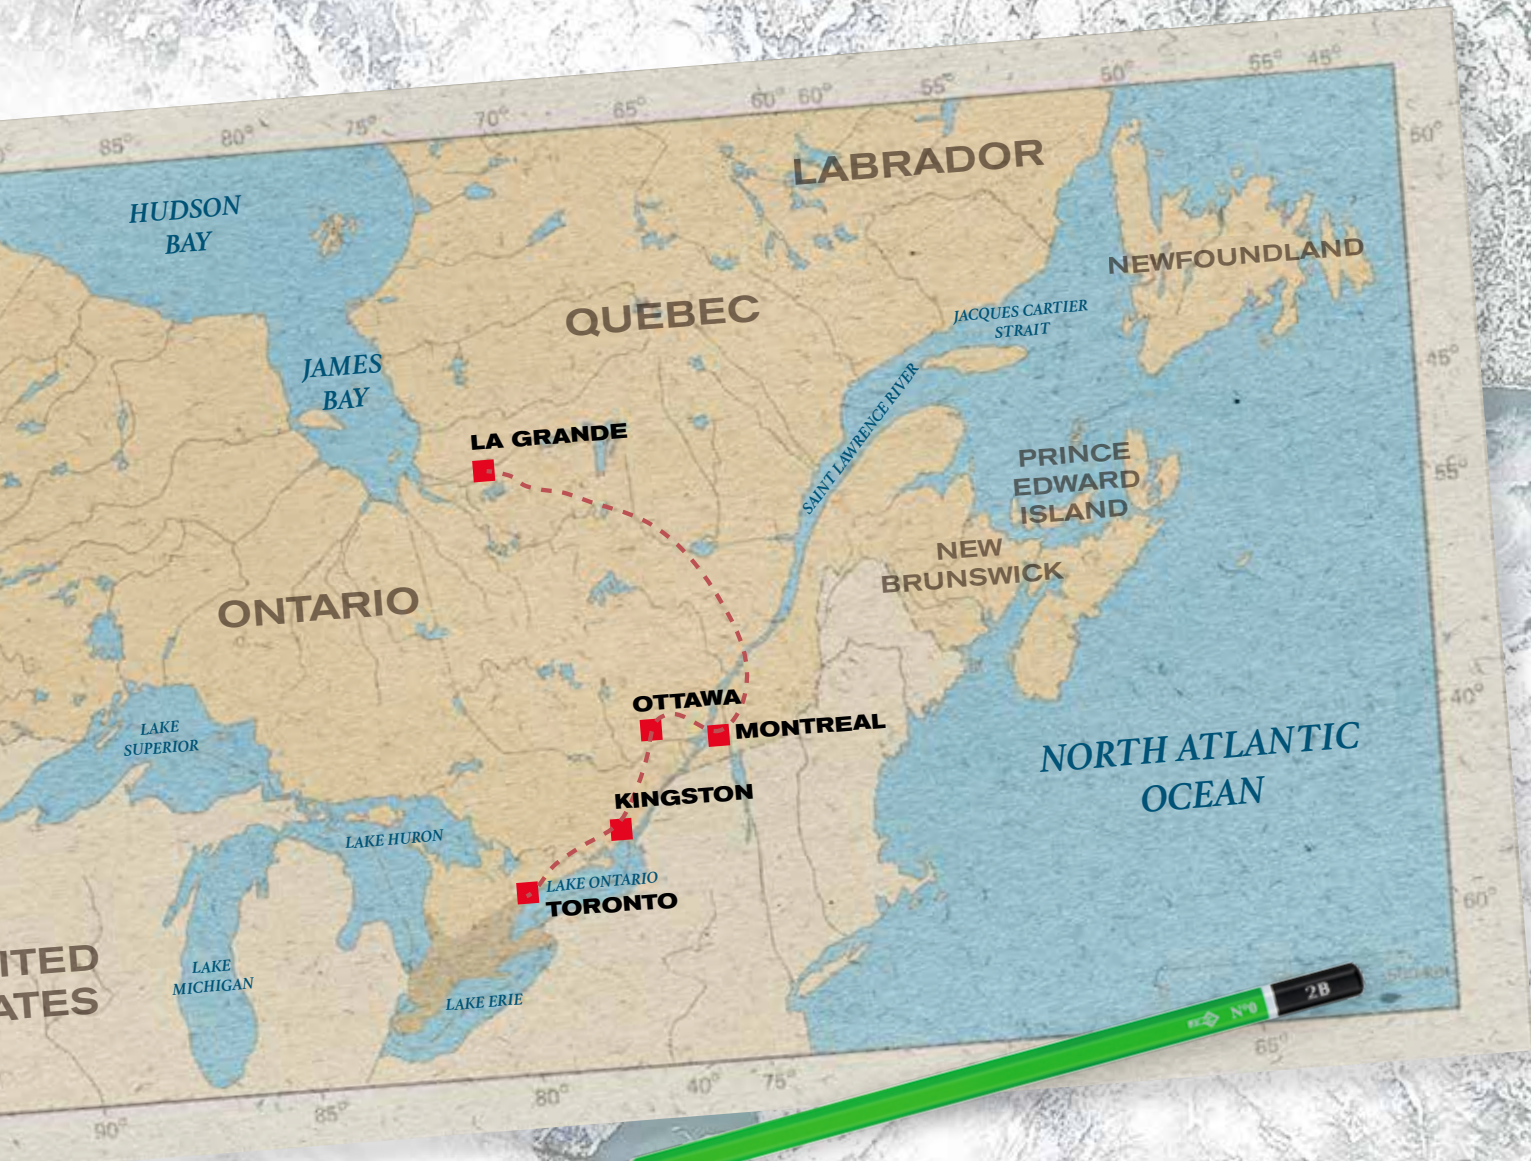 85°
80°
75°
70°
65°
60°
60°
55°
50°
55°
45°
50°
LABRADOR
HUDSON
BAY
NEWFOUNDLAND
QUEBEC
JACQUES CARTIER
STRAIT
JAMES
BAY
45°
SAINT LAWRENCE RIVER
LA GRANDE
PRINCE
EDWARD
ISLAND
55°
NEW
BRUNSWICK
ONTARIO
OTTAWA
MONTREAL
40°
LAKE
SUPERIOR
NORTH ATLANTIC
OCEAN
KINGSTON
LAKE HURON
LAKE ONTARIO
TORONTO
60°
ITED
ATES
LAKE
MICHIGAN
LAKE ERIE
2B
N°0
65°
90°
85°
80°
40°
75°